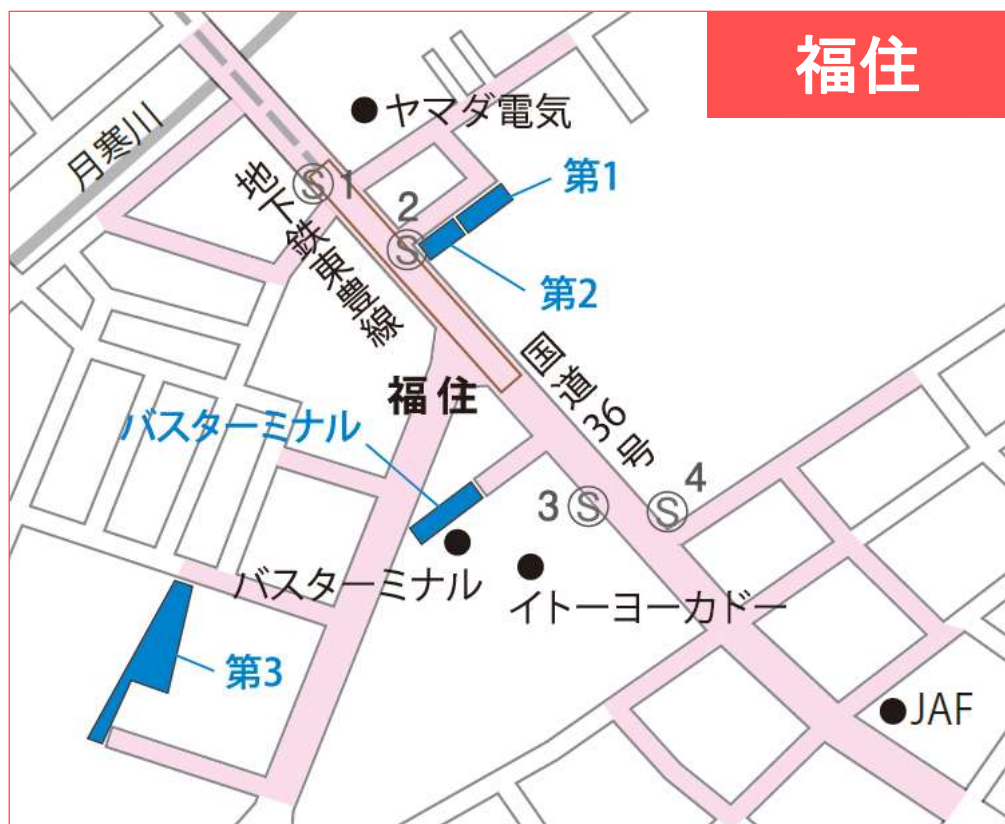 福住
ヤマダ電気
月寒川
第1
S
1
2
S
地下鉄東豊線
第2
国道36号
福住
バスターミナル
3
S
4
S
バスターミナル
イトーヨーカドー
第3
JAF